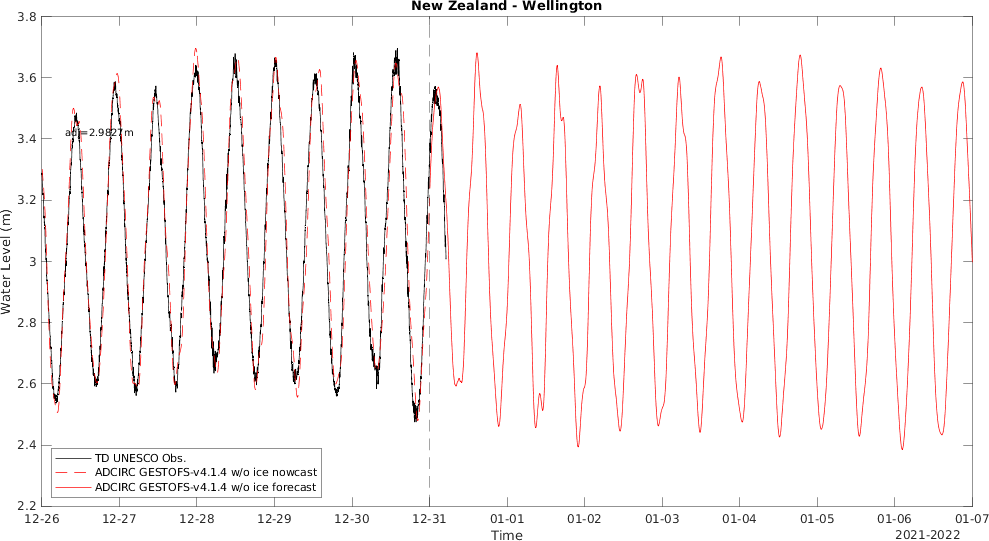 New Zealand - Wellington
3.8
3.6
3.4
3.2
3
2.8
2.6
2.4
2.2
Water Level (m)
adj=2.9827m
TD UNESCO Obs.
ADCIRC GESTOFS-v4.1.4 w/o ice nowcast
ADCIRC GESTOFS-v4.1.4 w/o ice forecast
12-26 12-27 12-28 12-29 12-30 12-31 01-01 01-02 01-03 01-04 01-05 01-06 01-07
Time
2021-2022